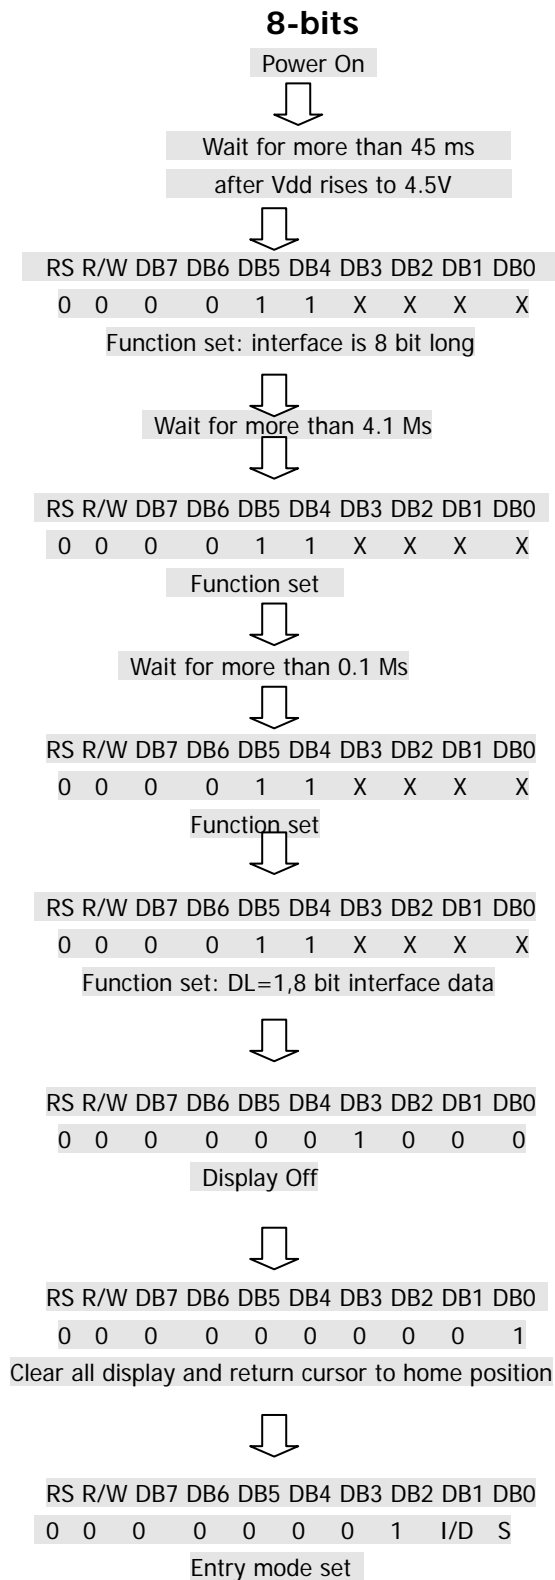 8-bits
Power On
Wait for more than 45 ms
after Vdd rises to 4.5V
RS R/W DB7 DB6 DB5 DB4 DB3 DB2 DB1 DB0
0 0 0 0 1 1 X X X X
Function set: interface is 8 bit long
Wait for more than 4.1 Ms
RS R/W DB7 DB6 DB5 DB4 DB3 DB2 DB1 DB0
0 0 0 0 1 1 X X X X
Function set
Wait for more than 0.1 Ms
RS R/W DB7 DB6 DB5 DB4 DB3 DB2 DB1 DB0
0 0 0 0 1 1 X X X X
Function set
RS R/W DB7 DB6 DB5 DB4 DB3 DB2 DB1 DB0
0 0 0 0 1 1 X X X X
Function set: DL=1,8 bit interface data
RS R/W DB7 DB6 DB5 DB4 DB3 DB2 DB1 DB0
0 0 0 0 0 0 1 0 0 0
Display Off
RS R/W DB7 DB6 DB5 DB4 DB3 DB2 DB1 DB0
0 0 0 0 0 0 0 0 0 1
Clear all display and return cursor to home position
RS R/W DB7 DB6 DB5 DB4 DB3 DB2 DB1 DB0
0 0 0 0 0 0 0 1 I/D S
Entry mode set